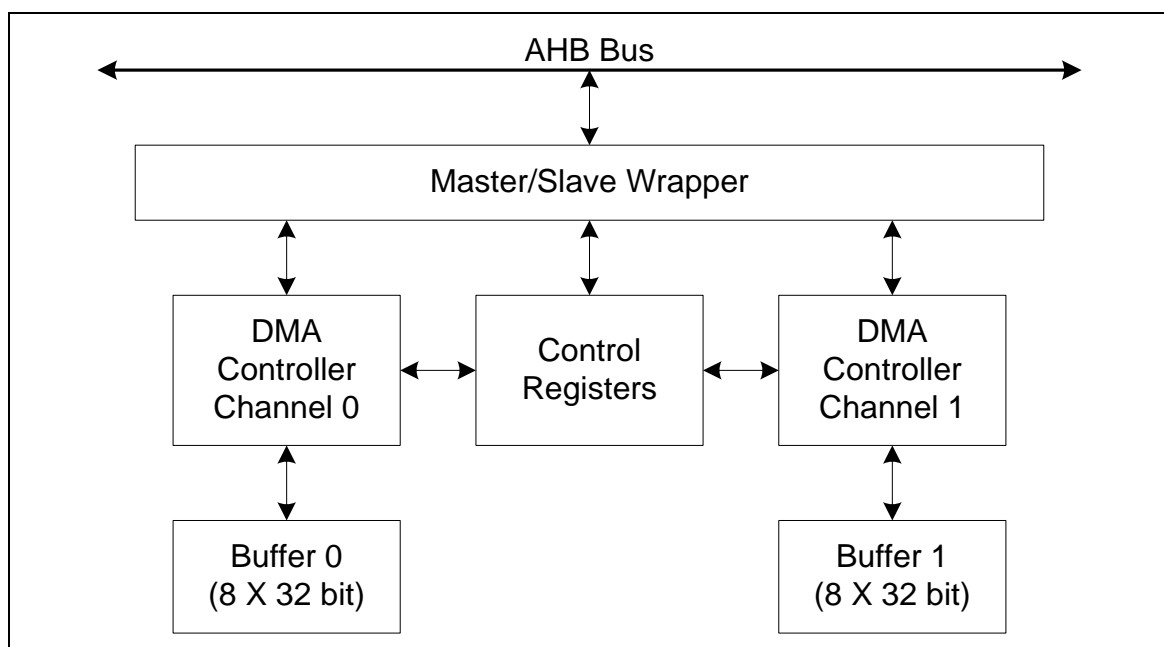 AHB Bus
Master/Slave Wrapper
DMA
Controller
Channel 0
Control
Registers
DMA
Controller
Channel 1
Buffer 0
(8 X 32 bit)
Buffer 1
(8 X 32 bit)